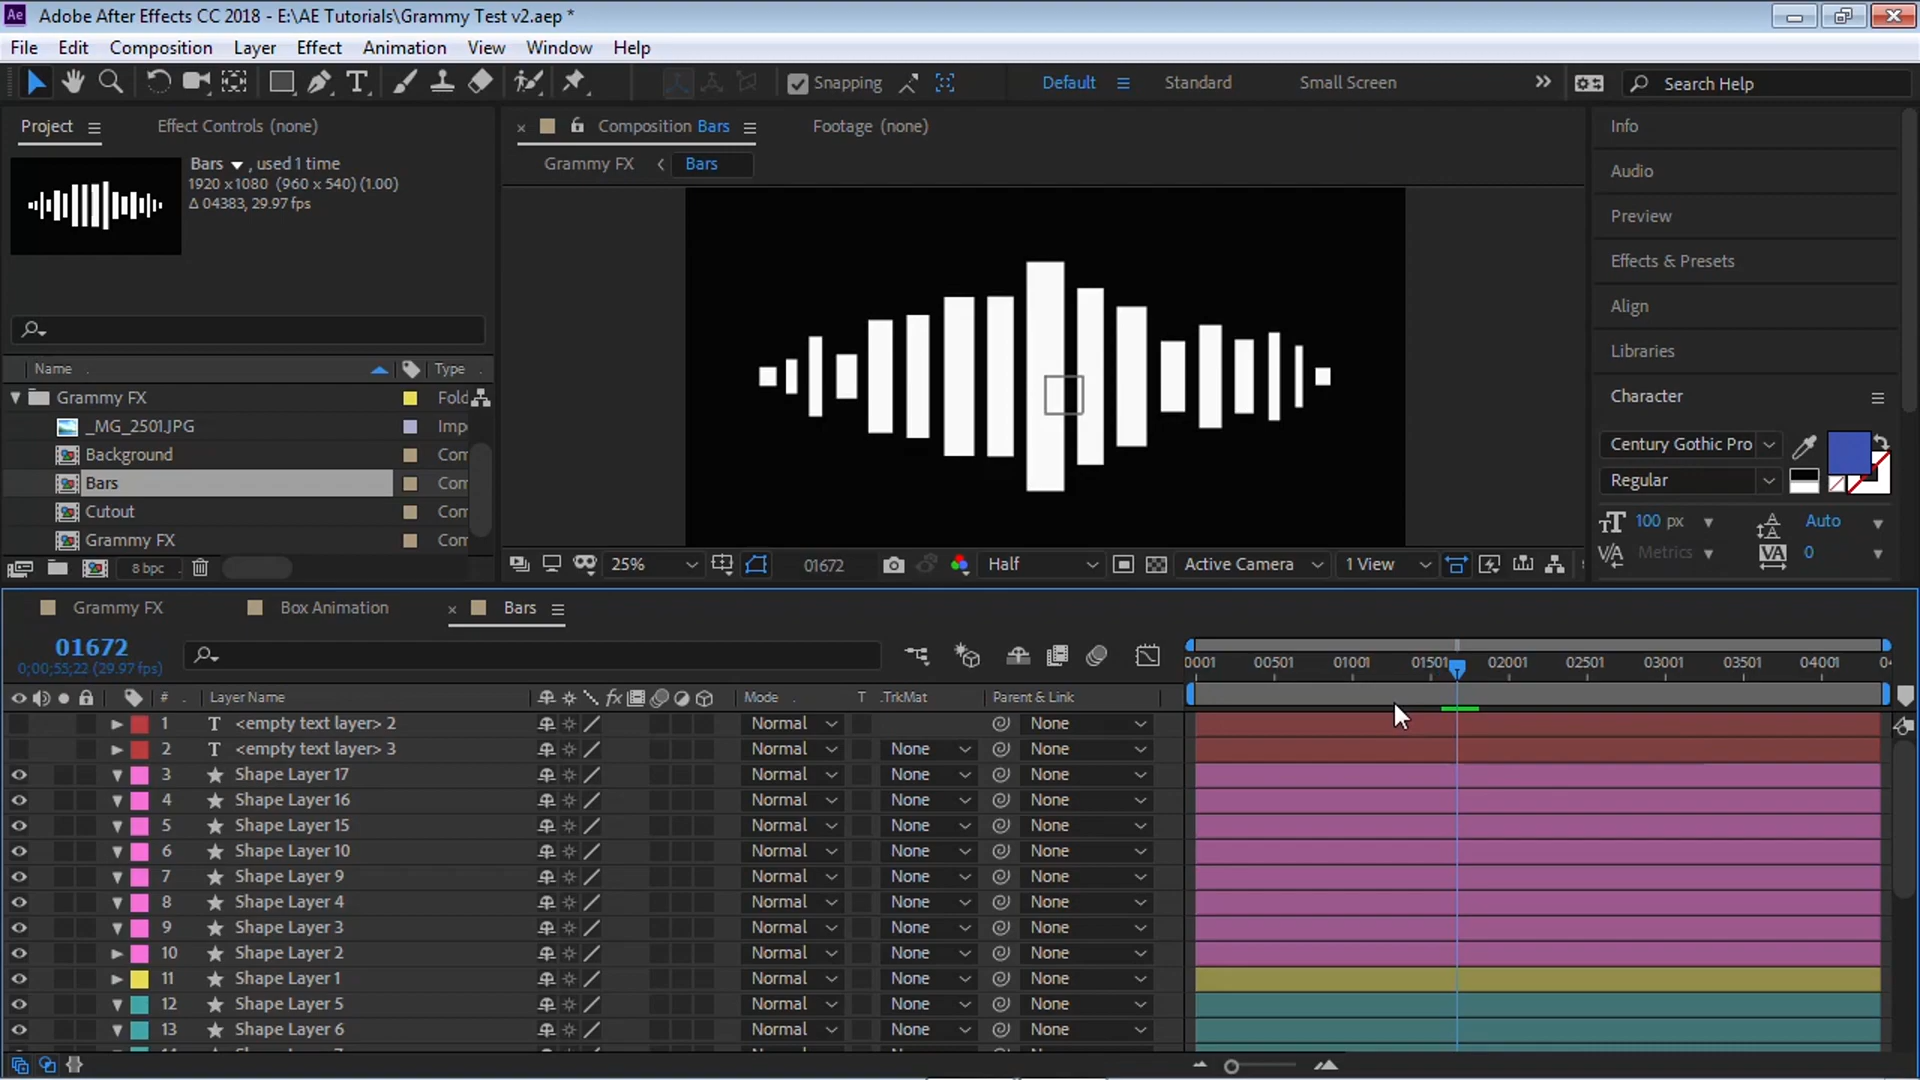 Ae Adobe After Effects CC 2018 - E:\AE Tutorials\Grammy Test v2.aep *
File Edit Composition Layer Effect Animation View Window Help
Snapping Default Standard Small Screen Search Help
Project Effect Controls (none)
Bars , used 1 time
1920 x1080 (960 x 540) (1.00)
Δ 04383, 29.97 fps
Name Type
Grammy FX Fold
_MG_2501.JPG Imp
Background Com
Bars Com
Cutout Com
Grammy FX Com
8 bpc
Composition Bars Footage (none)
Grammy FX Bars
25% 01672 Half Active Camera 1 View
Info
Audio
Preview
Effects & Presets
Align
Libraries
Character
Century Gothic Pro
Regular
100 px Auto
Metrics 0
Grammy FX Box Animation Bars
01672
0;00;55;22 (29.97 fps)
0001 00501 01001 01501 02001 02501 03001 03501 04001 04
# Layer Name Mode T .TrkMat Parent & Link
1 T <empty text layer> 2 Normal None
2 T <empty text layer> 3 Normal None None
3 Shape Layer 17 Normal None None
4 Shape Layer 16 Normal None None
5 Shape Layer 15 Normal None None
6 Shape Layer 10 Normal None None
7 Shape Layer 9 Normal None None
8 Shape Layer 4 Normal None None
9 Shape Layer 3 Normal None None
10 Shape Layer 2 Normal None None
11 Shape Layer 1 Normal None None
12 Shape Layer 5 Normal None None
13 Shape Layer 6 Normal None None